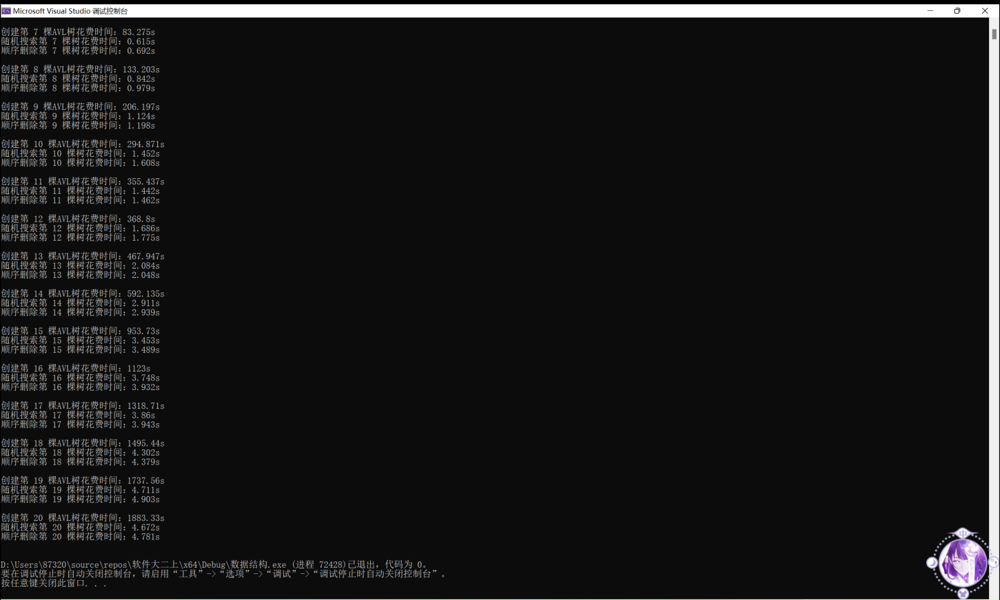 Microsoft Visual Studio 调试控制台
创建第 7 棵AVL树花费时间: 83.275s
随机搜索第 7 棵树花费时间: 0.615s
顺序删除第 7 棵树花费时间: 0.692s
创建第 8 棵AVL树花费时间: 133.203s
随机搜索第 8 棵树花费时间: 0.842s
顺序删除第 8 棵树花费时间: 0.979s
创建第 9 棵AVL树花费时间: 206.197s
随机搜索第 9 棵树花费时间: 1.124s
顺序删除第 9 棵树花费时间: 1.198s
创建第 10 棵AVL树花费时间: 294.871s
随机搜索第 10 棵树花费时间: 1.452s
顺序删除第 10 棵树花费时间: 1.608s
创建第 11 棵AVL树花费时间: 355.437s
随机搜索第 11 棵树花费时间: 1.442s
顺序删除第 11 棵树花费时间: 1.462s
创建第 12 棵AVL树花费时间: 368.8s
随机搜索第 12 棵树花费时间: 1.686s
顺序删除第 12 棵树花费时间: 1.775s
创建第 13 棵AVL树花费时间: 467.947s
随机搜索第 13 棵树花费时间: 2.084s
顺序删除第 13 棵树花费时间: 2.048s
创建第 14 棵AVL树花费时间: 592.135s
随机搜索第 14 棵树花费时间: 2.911s
顺序删除第 14 棵树花费时间: 2.939s
创建第 15 棵AVL树花费时间: 953.73s
随机搜索第 15 棵树花费时间: 3.453s
顺序删除第 15 棵树花费时间: 3.489s
创建第 16 棵AVL树花费时间: 1123s
随机搜索第 16 棵树花费时间: 3.748s
顺序删除第 16 棵树花费时间: 3.932s
创建第 17 棵AVL树花费时间: 1318.71s
随机搜索第 17 棵树花费时间: 3.86s
顺序删除第 17 棵树花费时间: 3.943s
创建第 18 棵AVL树花费时间: 1495.44s
随机搜索第 18 棵树花费时间: 4.302s
顺序删除第 18 棵树花费时间: 4.379s
创建第 19 棵AVL树花费时间: 1737.56s
随机搜索第 19 棵树花费时间: 4.711s
顺序删除第 19 棵树花费时间: 4.903s
创建第 20 棵AVL树花费时间: 1883.33s
随机搜索第 20 棵树花费时间: 4.672s
顺序删除第 20 棵树花费时间: 4.781s
D:\Users\87320\source\repos\软件大二上\x64\Debug\数据结构.exe (进程 72428)已退出，代码为 0。
要在调试停止时自动关闭控制台，请启用“工具”->“选项”->“调试”->“调试停止时自动关闭控制台”。
按任意键关闭此窗口. . .
中